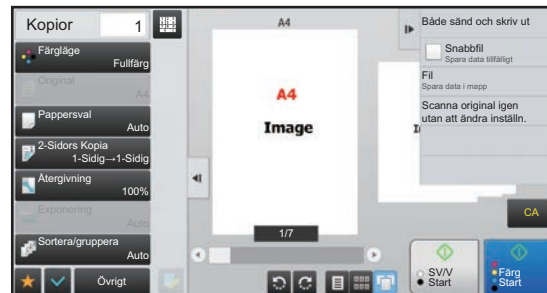 Kopior 1
Färgläge
Fullfärg
Original
A4
Pappersval
Auto
2-Sidors Kopia
1-Sidig→1-Sidig
Återgivning
100%
Exponering
Auto
Sortera/gruppera
Auto
Övrigt
A4
A4
Image
1/7
Både sänd och skriv ut
Snabbfil
Spara data tillfälligt
Fil
Spara data i mapp
Scanna original igen
utan att ändra inställn.
CA
SV/V
Start
Färg
Start